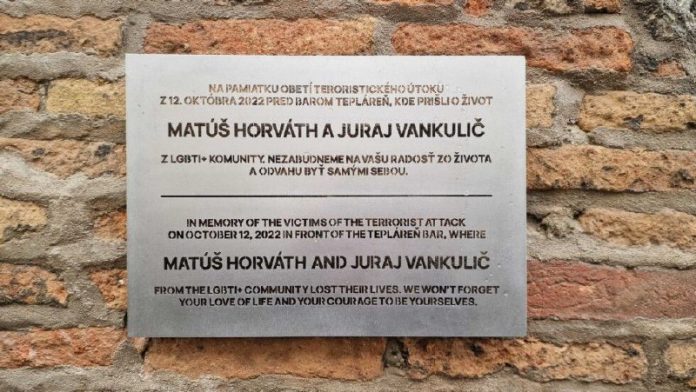 NA PAMIATKU OBETÍ TERORISTICKÉHO ÚTOKU
Z 12. OKTÓBRA 2022 PRED BAROM TEPLÁREŇ, KDE PRIŠLI O ŽIVOT
MATÚŠ HORVÁTH A JURAJ VANKULIČ
Z LGBTI+ KOMUNITY. NEZABUDNEME NA VAŠU RADOSŤ ZO ŽIVOTA
A ODVAHU BYŤ SAMÝMI SEBOU.
IN MEMORY OF THE VICTIMS OF THE TERRORIST ATTACK
ON OCTOBER 12, 2022 IN FRONT OF THE TEPLÁREŇ BAR, WHERE
MATÚŠ HORVÁTH AND JURAJ VANKULIČ
FROM THE LGBTI+ COMMUNITY LOST THEIR LIVES. WE WON'T FORGET
YOUR LOVE OF LIFE AND YOUR COURAGE TO BE YOURSELVES.